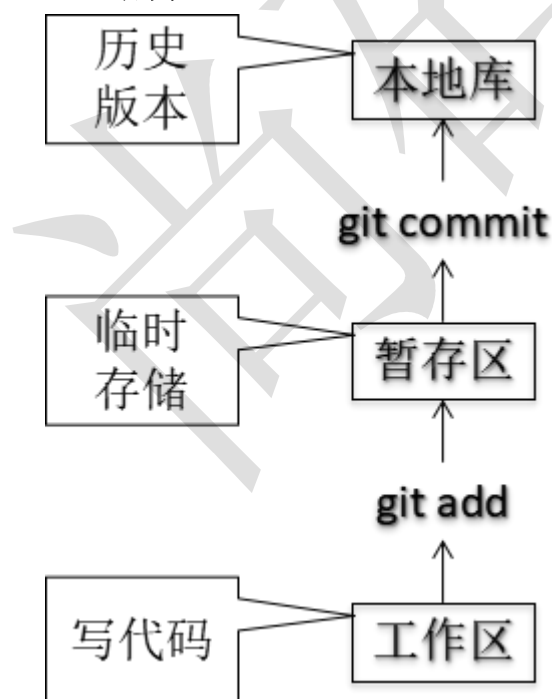 历史
版本
本地库
git commit
临时
存储
暂存区
git add
写代码
工作区